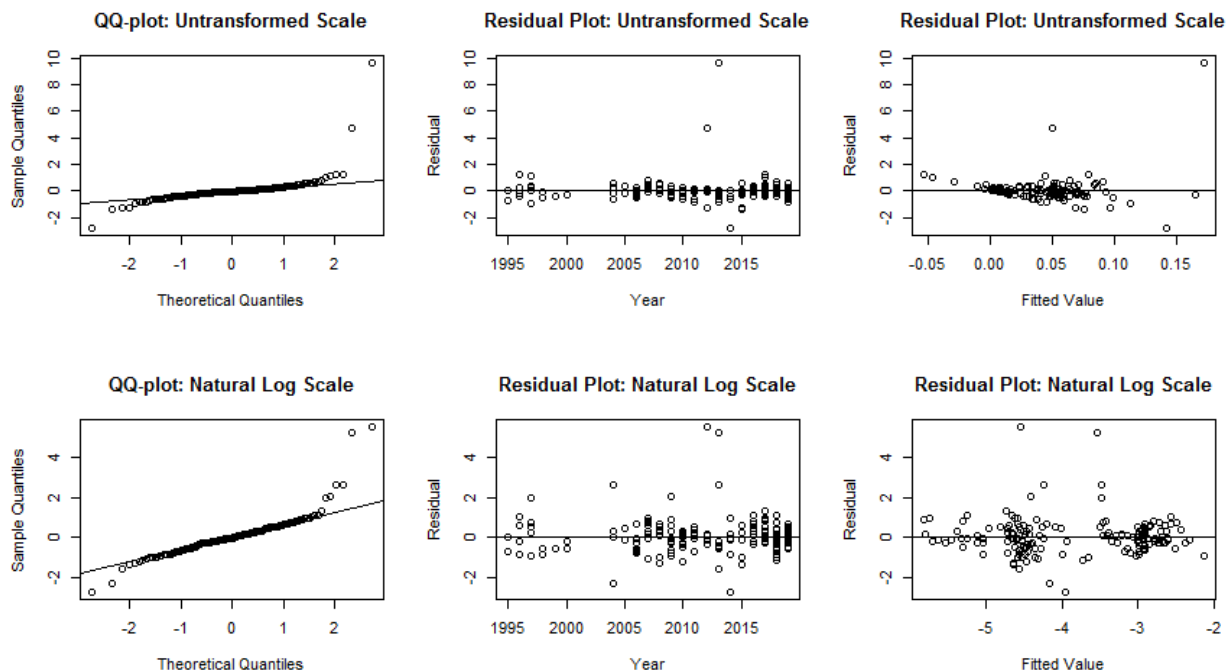 QQ-plot: Untransformed Scale
Sample Quantiles
10
8
6
4
2
0
-2
-2 -1 0 1 2
Theoretical Quantiles
Residual Plot: Untransformed Scale
Residual
10
8
6
4
2
0
-2
1995 2000 2005 2010 2015
Year
Residual Plot: Untransformed Scale
Residual
10
8
6
4
2
0
-2
-0.05 0.00 0.05 0.10 0.15
Fitted Value
QQ-plot: Natural Log Scale
Sample Quantiles
4
2
0
-2
-2 -1 0 1 2
Theoretical Quantiles
Residual Plot: Natural Log Scale
Residual
4
2
0
-2
1995 2000 2005 2010 2015
Year
Residual Plot: Natural Log Scale
Residual
4
2
0
-2
-5 -4 -3 -2
Fitted Value